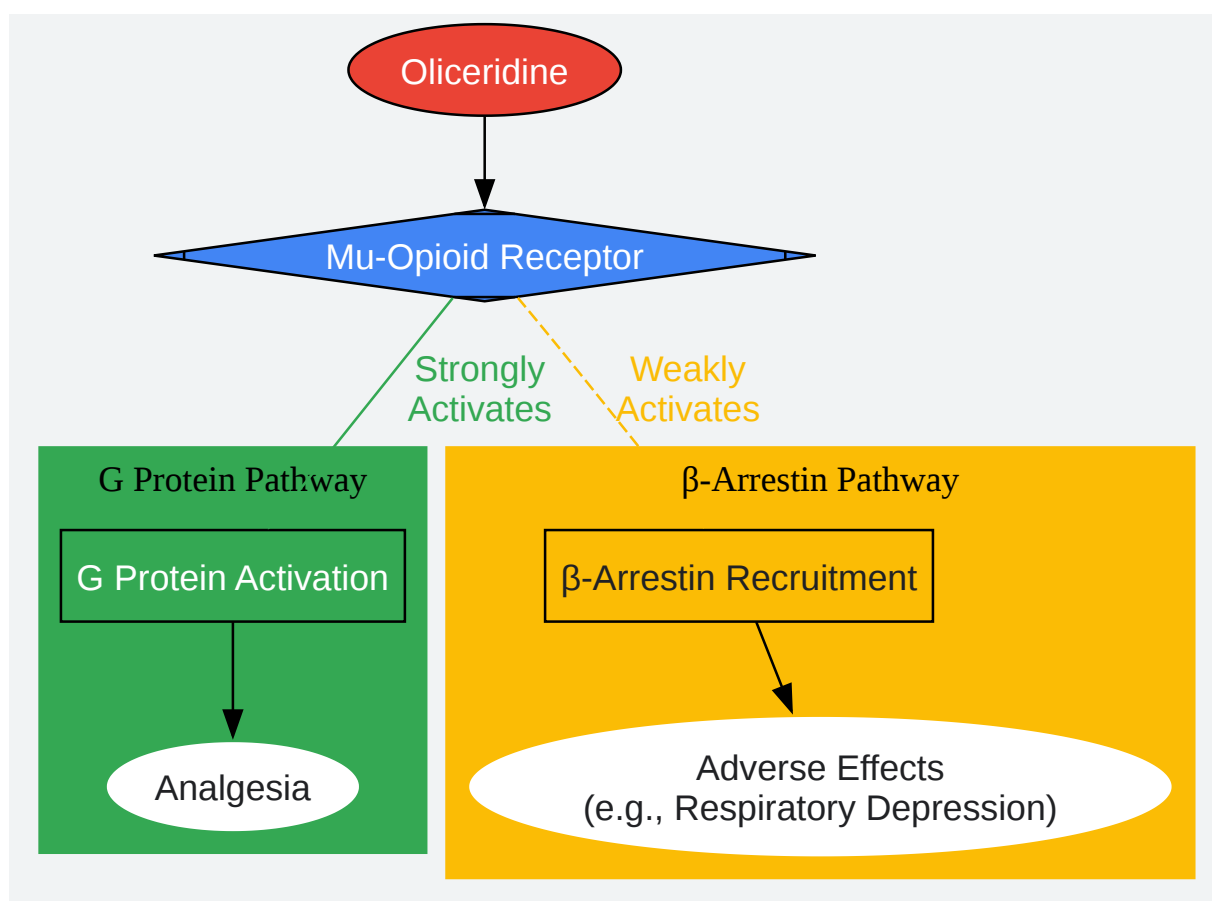 Oliceridine
Mu-Opioid Receptor
Strongly
Activates
Weakly
Activates
G Protein Pathway
G Protein Activation
Analgesia
β-Arrestin Pathway
β-Arrestin Recruitment
Adverse Effects
(e.g., Respiratory Depression)